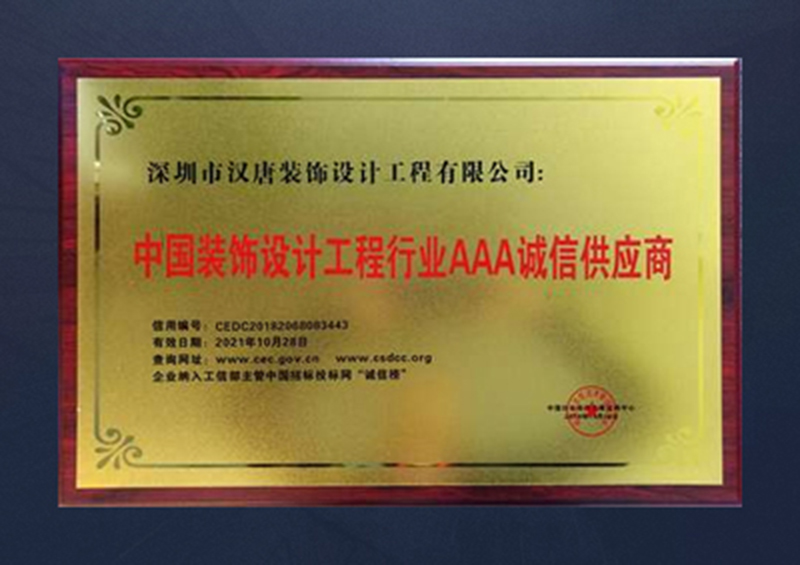 深圳市汉唐装饰设计工程有限公司:
中国装饰设计工程行业AAA诚信供应商
信用编号：CEDC20182068083443
有效日期：2021年10月28日
查询网址：www.cec.gov.cn www.csdcc.org
企业纳入工信部主管中国招标投标网“诚信榜”